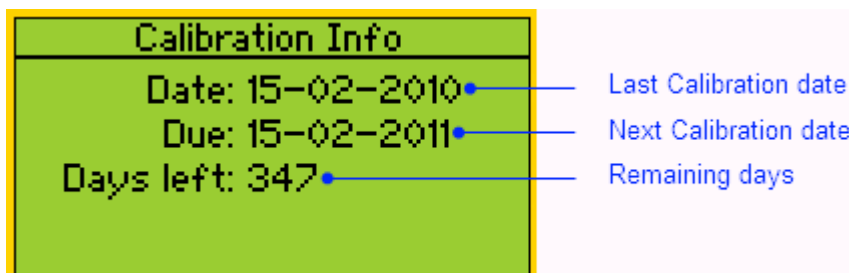 Calibration Info
Date: 15-02-2010 Last Calibration date
Due: 15-02-2011 Next Calibration date
Days left: 347 Remaining days